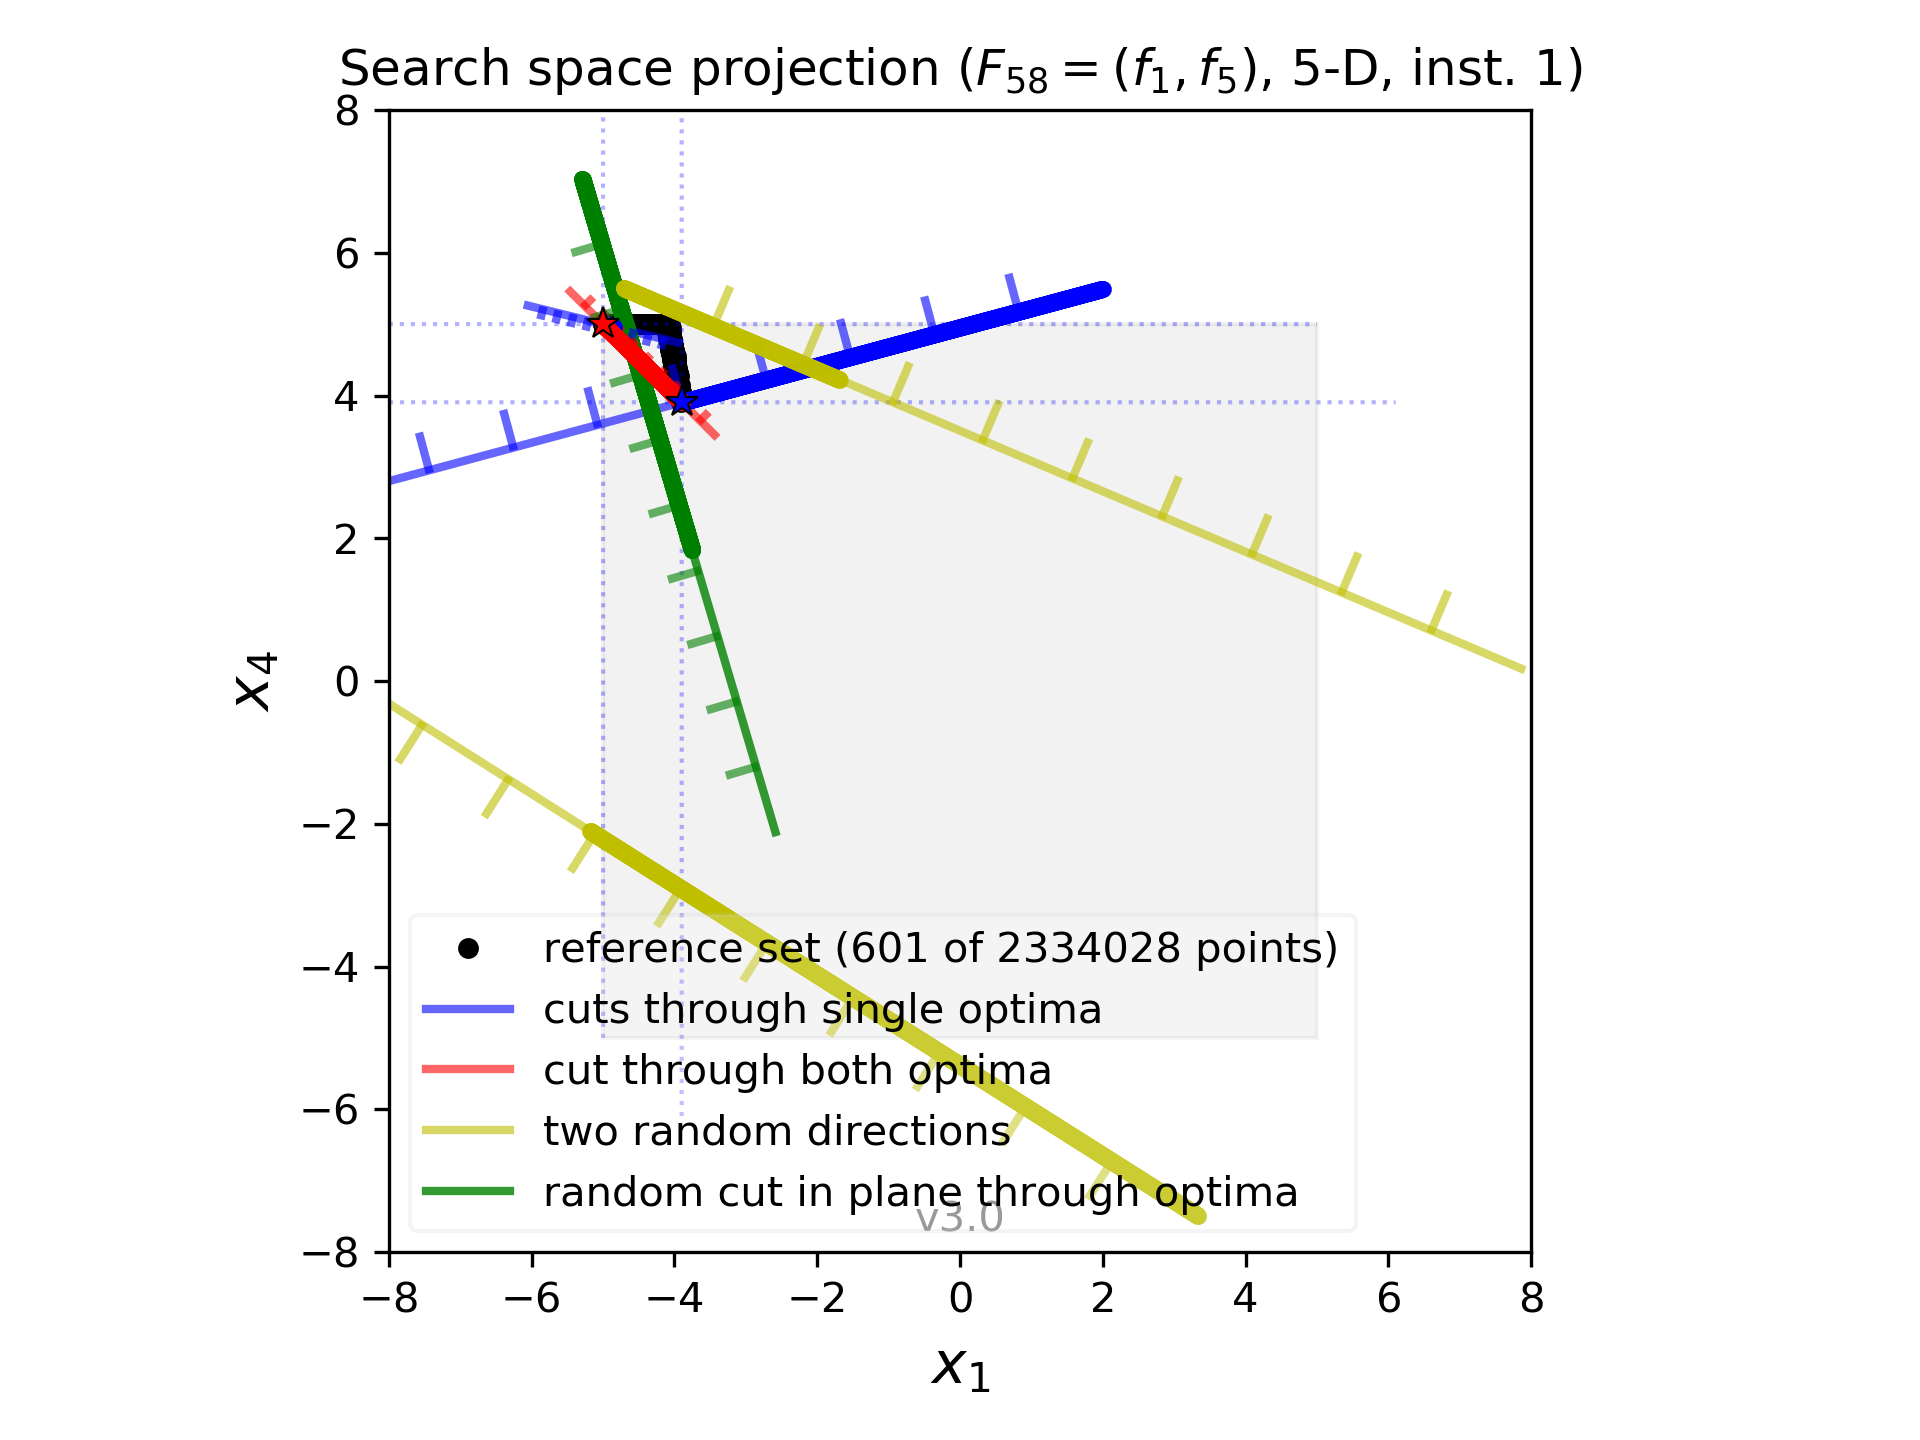 Search space projection (F₅₈ = (f₁, f₅), 5-D, inst. 1)
8
6
4
2
0
−2
−4
−6
−8
x₄
reference set (601 of 2334028 points)
cuts through single optima
cut through both optima
two random directions
random cut in plane through optima
v3.0
−8 −6 −4 −2 0 2 4 6 8
x₁